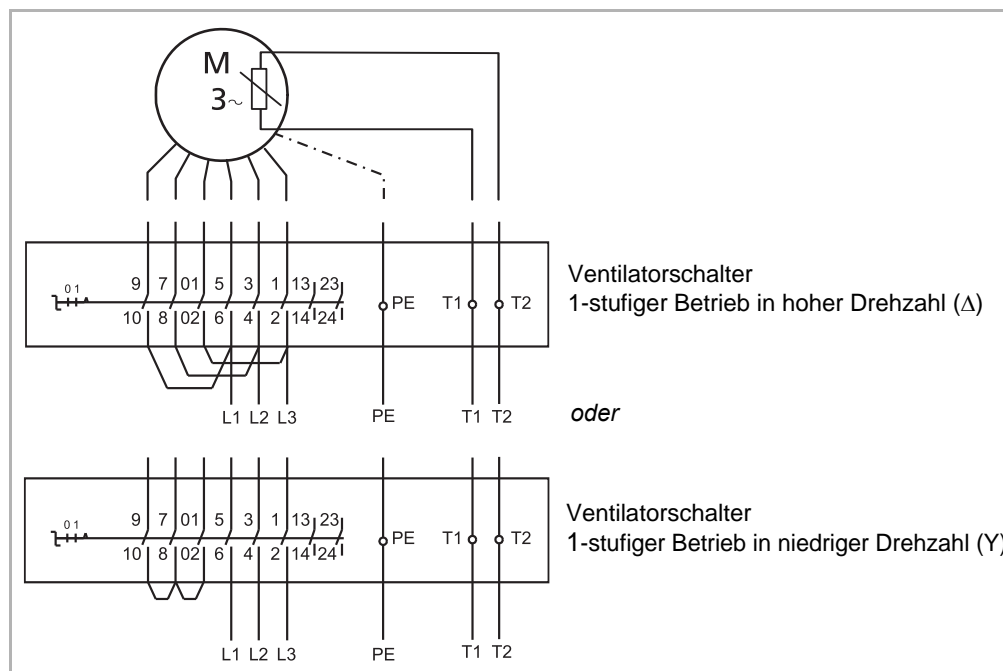 M
3~
0 1
9 7 01 5 3 1 13 23
10 8 02 6 4 2 14 24
PE T1 T2
Ventilatorschalter
1-stufiger Betrieb in hoher Drehzahl (Δ)
L1 L2 L3 PE T1 T2
oder
0 1
9 7 01 5 3 1 13 23
10 8 02 6 4 2 14 24
PE T1 T2
Ventilatorschalter
1-stufiger Betrieb in niedriger Drehzahl (Y)
L1 L2 L3 PE T1 T2